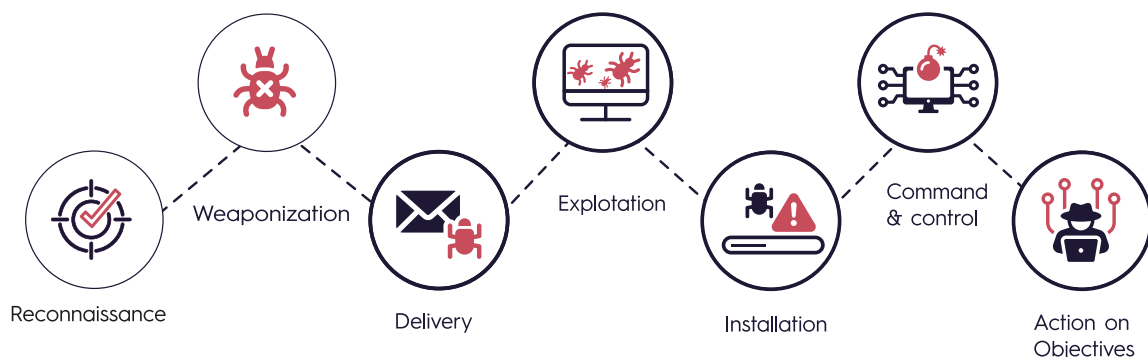 Reconnaissance
Weaponization
Delivery
Explotation
Installation
Command
& control
Action on
Objectives